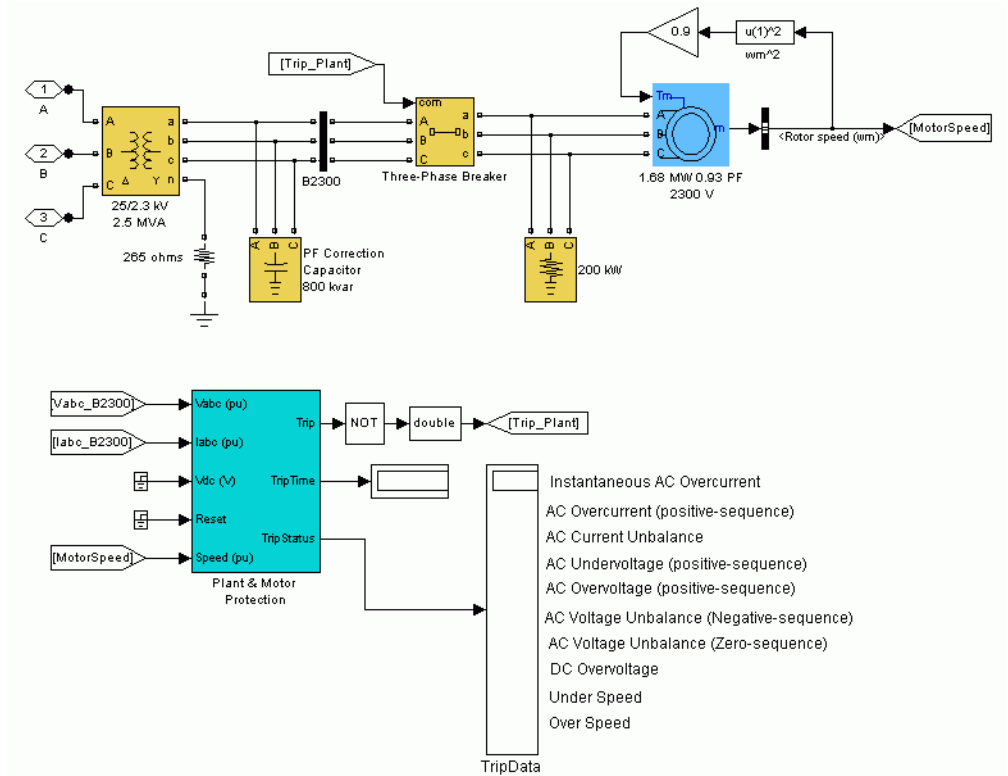 0.9
u(1)^2
wm^2
[Trip_Plant]
1
A
2
B
3
C
A
B
C
a
b
c
n
Δ
Y
25/2.3 kV
2.5 MVA
265 ohms
A B C
PF Correction
Capacitor
800 kvar
B2300
com
A
B
C
a
b
c
Three-Phase Breaker
A B C
200 kW
Tm
A
B
C
m
1.68 MW 0.93 PF
2300 V
<Rotor speed (wm)>
[MotorSpeed]
[Vabc_B2300]
[Iabc_B2300]
[MotorSpeed]
Vabc (pu)
Iabc (pu)
Vdc (V)
Reset
Speed (pu)
Trip
TripTime
TripStatus
Plant & Motor
Protection
NOT
double
[Trip_Plant]
Instantaneous AC Overcurrent
AC Overcurrent (positive-sequence)
AC Current Unbalance
AC Undervoltage (positive-sequence)
AC Overvoltage (positive-sequence)
AC Voltage Unbalance (Negative-sequence)
AC Voltage Unbalance (Zero-sequence)
DC Overvoltage
Under Speed
Over Speed
TripData